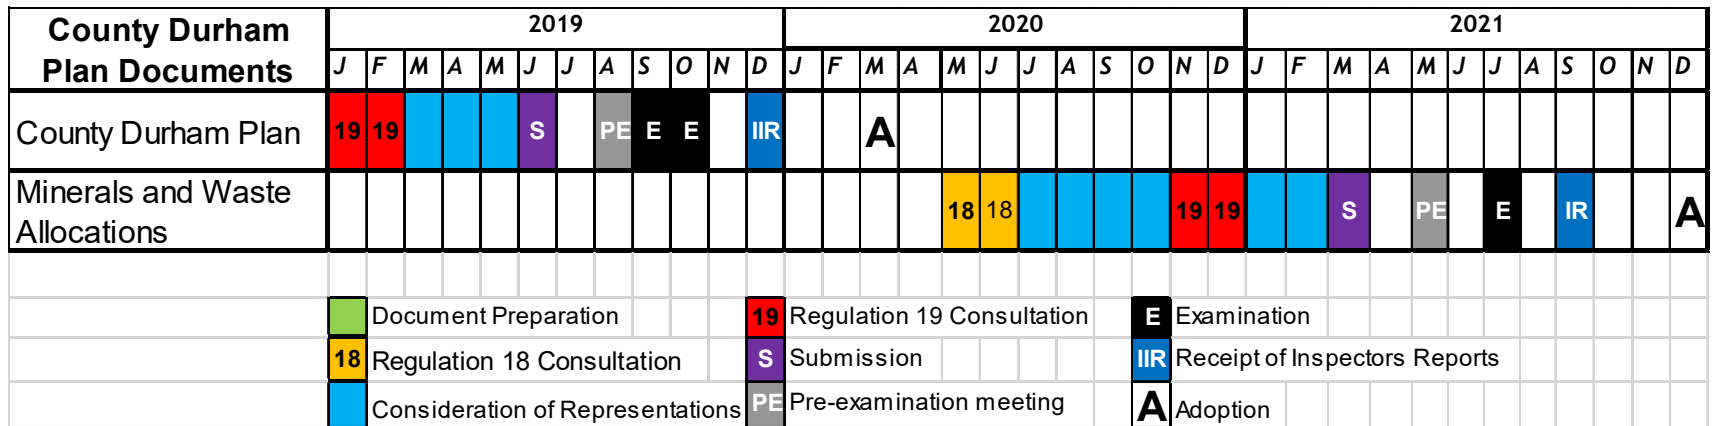 County Durham 2019 2020 2021
Plan Documents J F M A M J J A S O N D J F M A M J J A S O N D J F M A M J J A S O N D
County Durham Plan 19 19 S PE E E IIR A
Minerals and Waste
Allocations 18 18 19 19 S PE E IR A
Document Preparation 19 Regulation 19 Consultation E Examination
18 Regulation 18 Consultation S Submission IIR Receipt of Inspectors Reports
Consideration of Representations PE Pre-examination meeting A Adoption